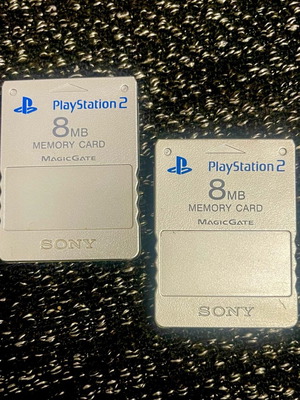 PlayStation 2
8MB
MEMORY CARD
MAGICGATE
SONY
PlayStation 2
8MB
MEMORY CARD
MAGICGATE
SONY